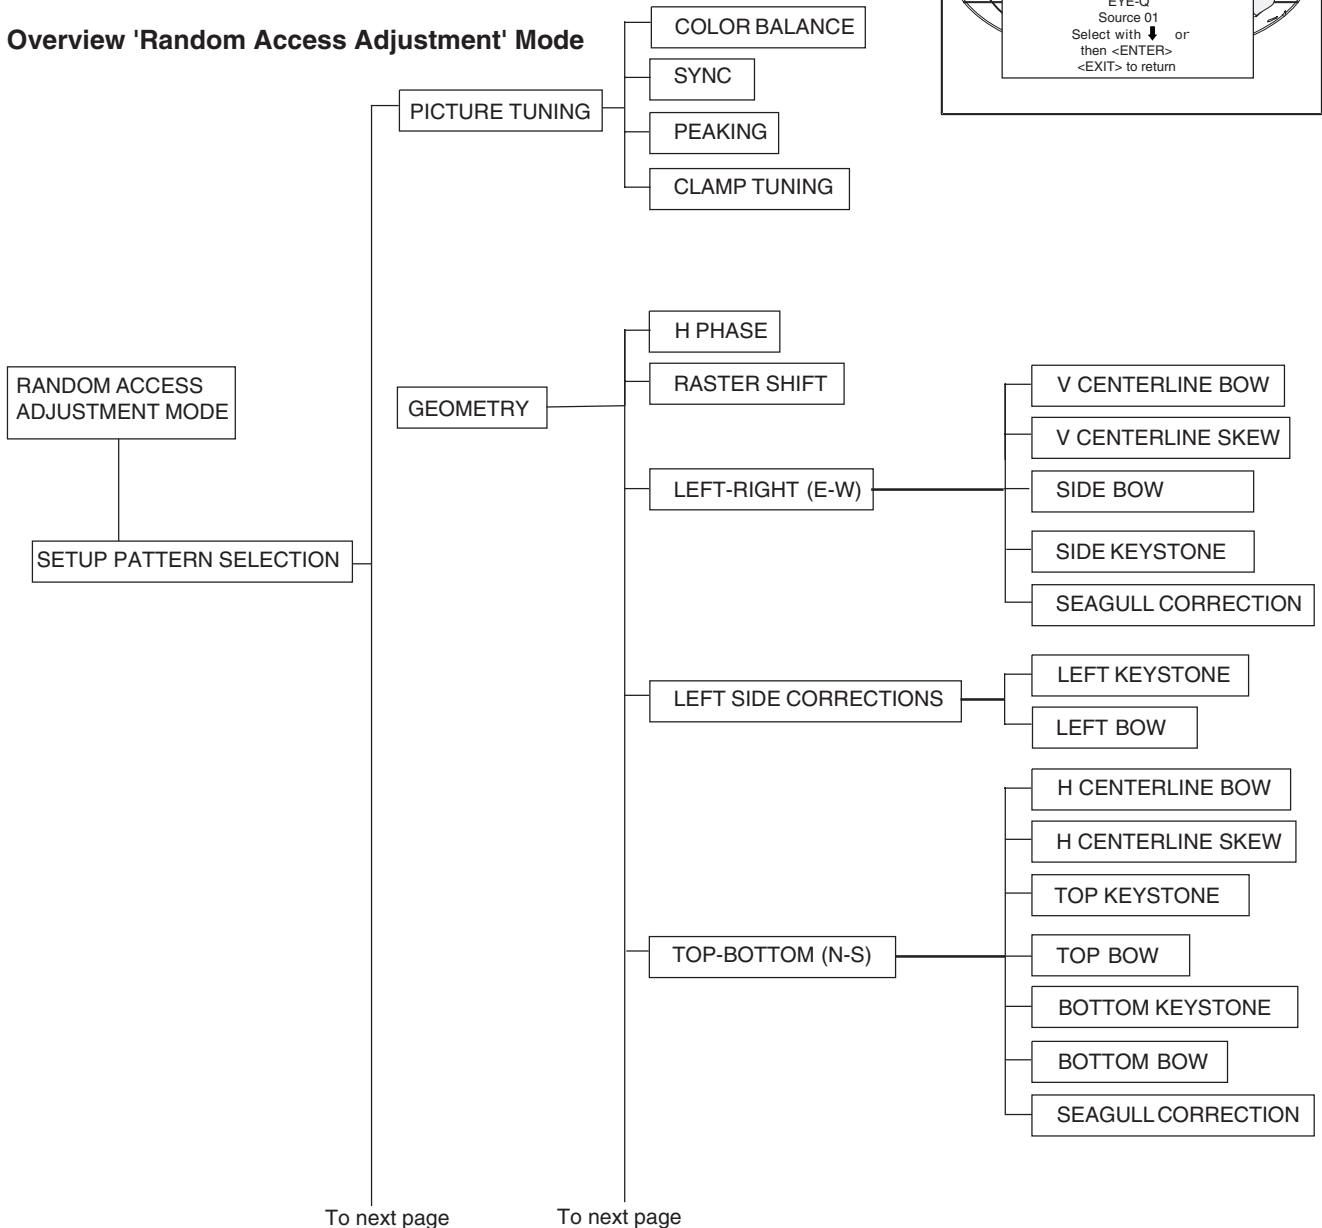 Overview 'Random Access Adjustment' Mode
EYE-Q
Source 01
Select with ⬇ or
then <ENTER>
<EXIT> to return
COLOR BALANCE
SYNC
PICTURE TUNING
PEAKING
CLAMP TUNING
H PHASE
RASTER SHIFT
RANDOM ACCESS
ADJUSTMENT MODE
GEOMETRY
V CENTERLINE BOW
V CENTERLINE SKEW
LEFT-RIGHT (E-W)
SIDE BOW
SIDE KEYSTONE
SEAGULL CORRECTION
SETUP PATTERN SELECTION
LEFT SIDE CORRECTIONS
LEFT KEYSTONE
LEFT BOW
H CENTERLINE BOW
H CENTERLINE SKEW
TOP KEYSTONE
TOP-BOTTOM (N-S)
TOP BOW
BOTTOM KEYSTONE
BOTTOM BOW
SEAGULL CORRECTION
To next page
To next page